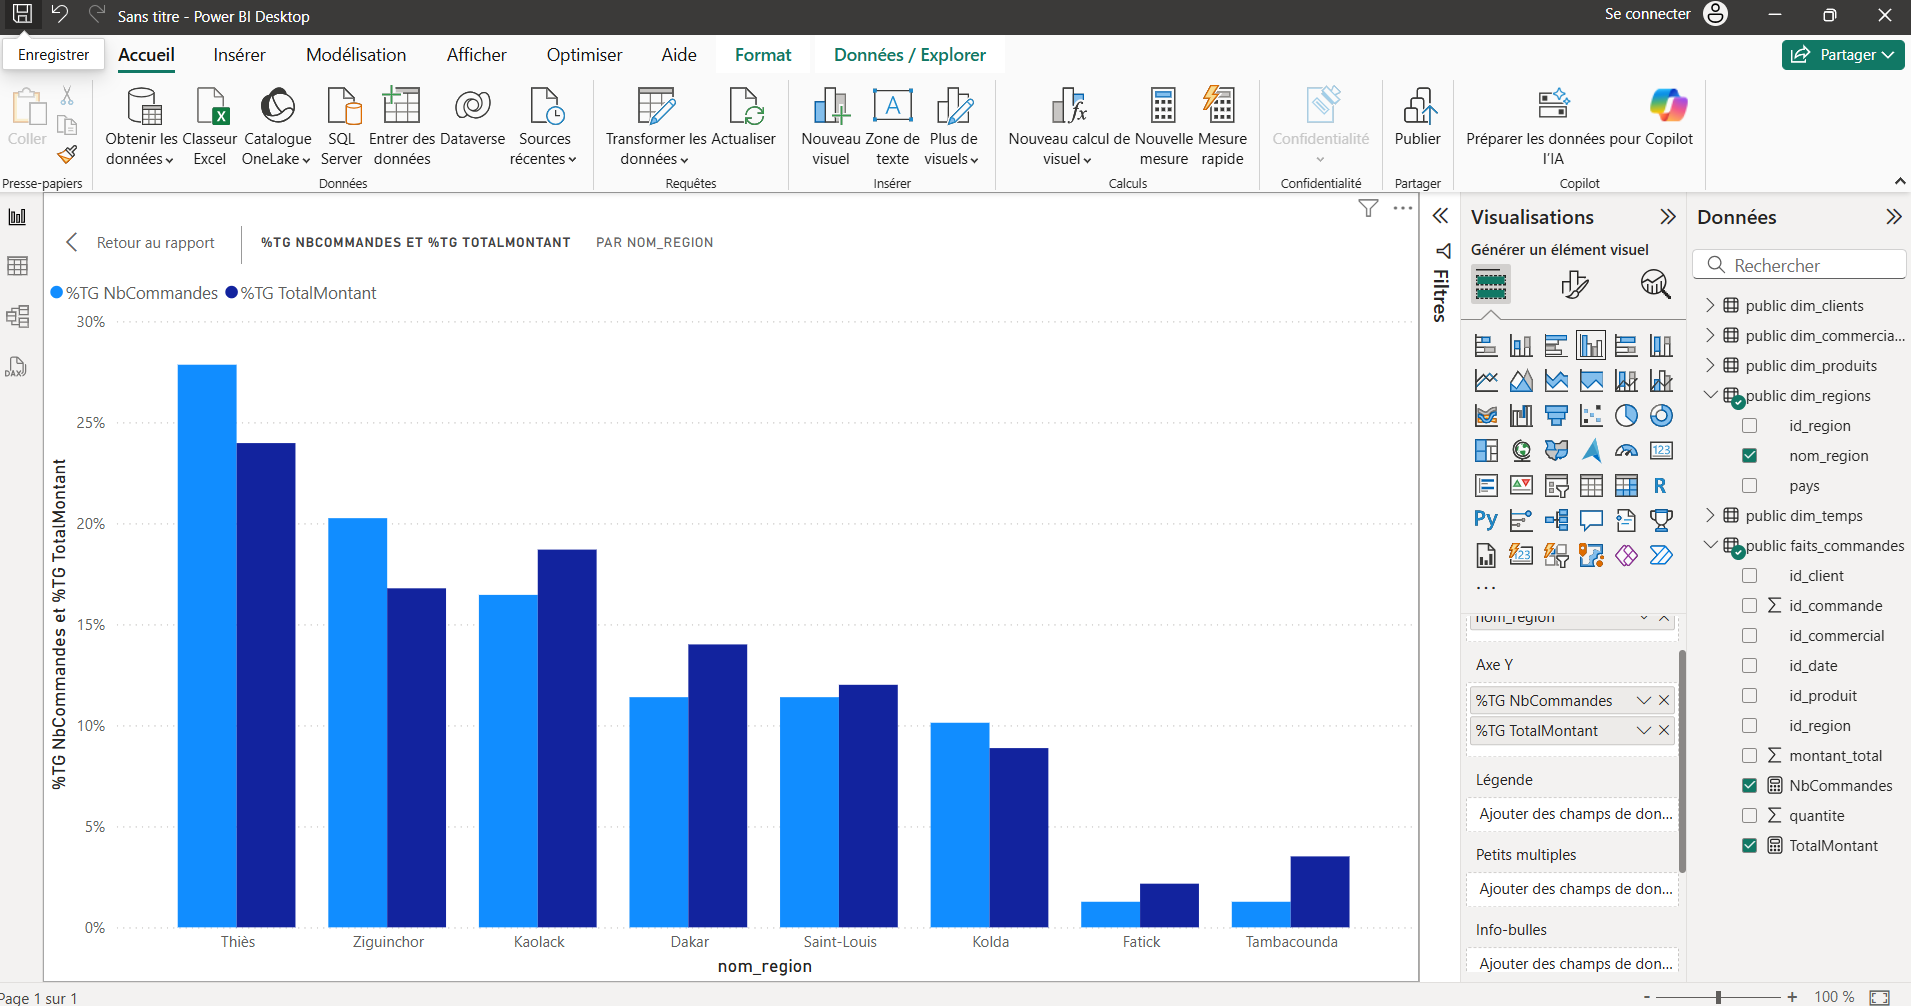 Sans titre - Power BI Desktop
Se connecter
Enregistrer
Accueil
Insérer
Modélisation
Afficher
Optimiser
Aide
Format
Données / Explorer
Partager
Coller
Presse-papiers
Obtenir les données
Classeur Excel
Catalogue OneLake
SQL Server
Entrer des données
Dataverse
Sources récentes
Données
Transformer les données
Actualiser
Requêtes
Nouveau visuel
Zone de texte
Plus de visuels
Insérer
Nouveau calcul de visuel
Nouvelle mesure
Mesure rapide
Calculs
Confidentialité
Confidentialité
Publier
Partager
Préparer les données pour l'IA
Copilot
Copilot
Retour au rapport
%TG NBCOMMANDES ET %TG TOTALMONTANT
PAR NOM_REGION
%TG NbCommandes
%TG TotalMontant
%TG NbCommandes et %TG TotalMontant
30%
25%
20%
15%
10%
5%
0%
Thiès
Ziguinchor
Kaolack
Dakar
Saint-Louis
Kolda
Fatick
Tambacounda
nom_region
Filtres
Visualisations
Générer un élément visuel
123
R
Py
123
nom_region
Axe Y
%TG NbCommandes
%TG TotalMontant
Légende
Ajouter des champs de don...
Petits multiples
Ajouter des champs de don...
Info-bulles
Ajouter des champs de don...
Données
Rechercher
public dim_clients
public dim_commercia...
public dim_produits
public dim_regions
id_region
nom_region
pays
public dim_temps
public faits_commandes
id_client
id_commande
id_commercial
id_date
id_produit
id_region
montant_total
NbCommandes
quantite
TotalMontant
DAX
Page 1 sur 1
- + 100 %